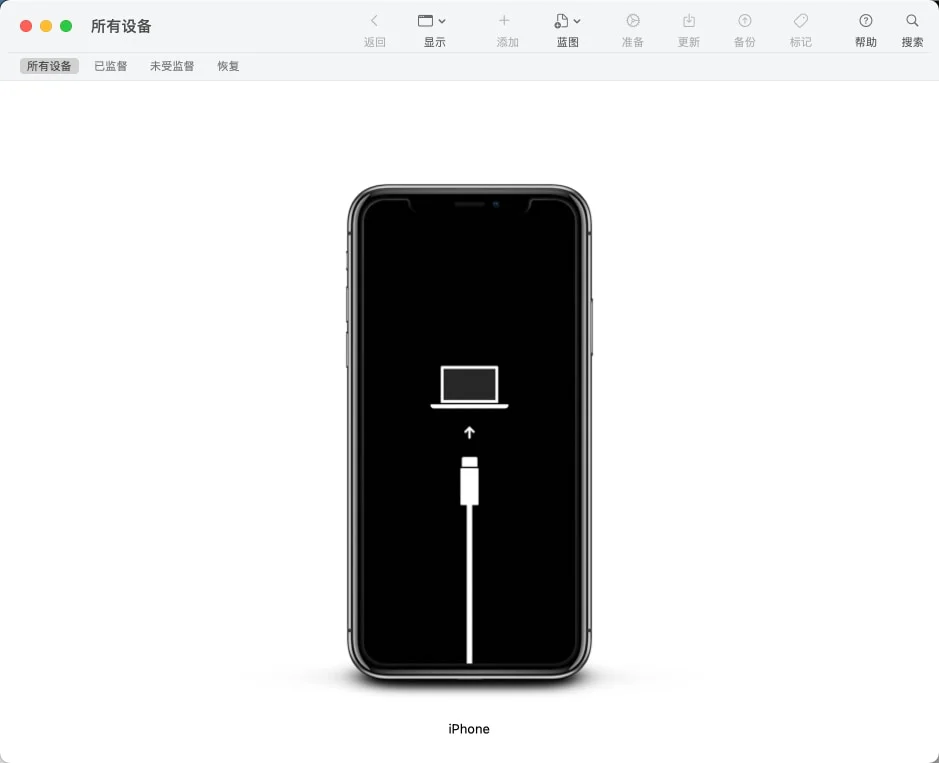 所有设备
返回
显示
添加
蓝图
准备
更新
备份
标记
帮助
搜索
所有设备 已监督 未受监督 恢复
iPhone